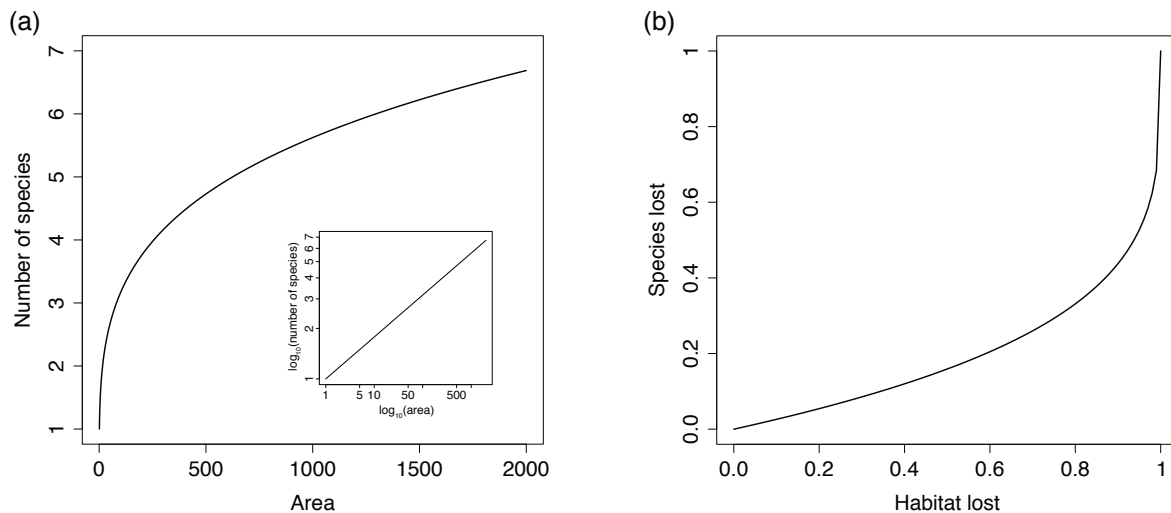 (a)
Number of species
7
6
5
4
3
2
1
0 500 1000 1500 2000
Area
log10(number of species)
7
6
5
4
3
2
1
1 5 10 50 500
log10(area)
(b)
Species lost
1
0.8
0.6
0.4
0.2
0.0
0.0 0.2 0.4 0.6 0.8 1
Habitat lost